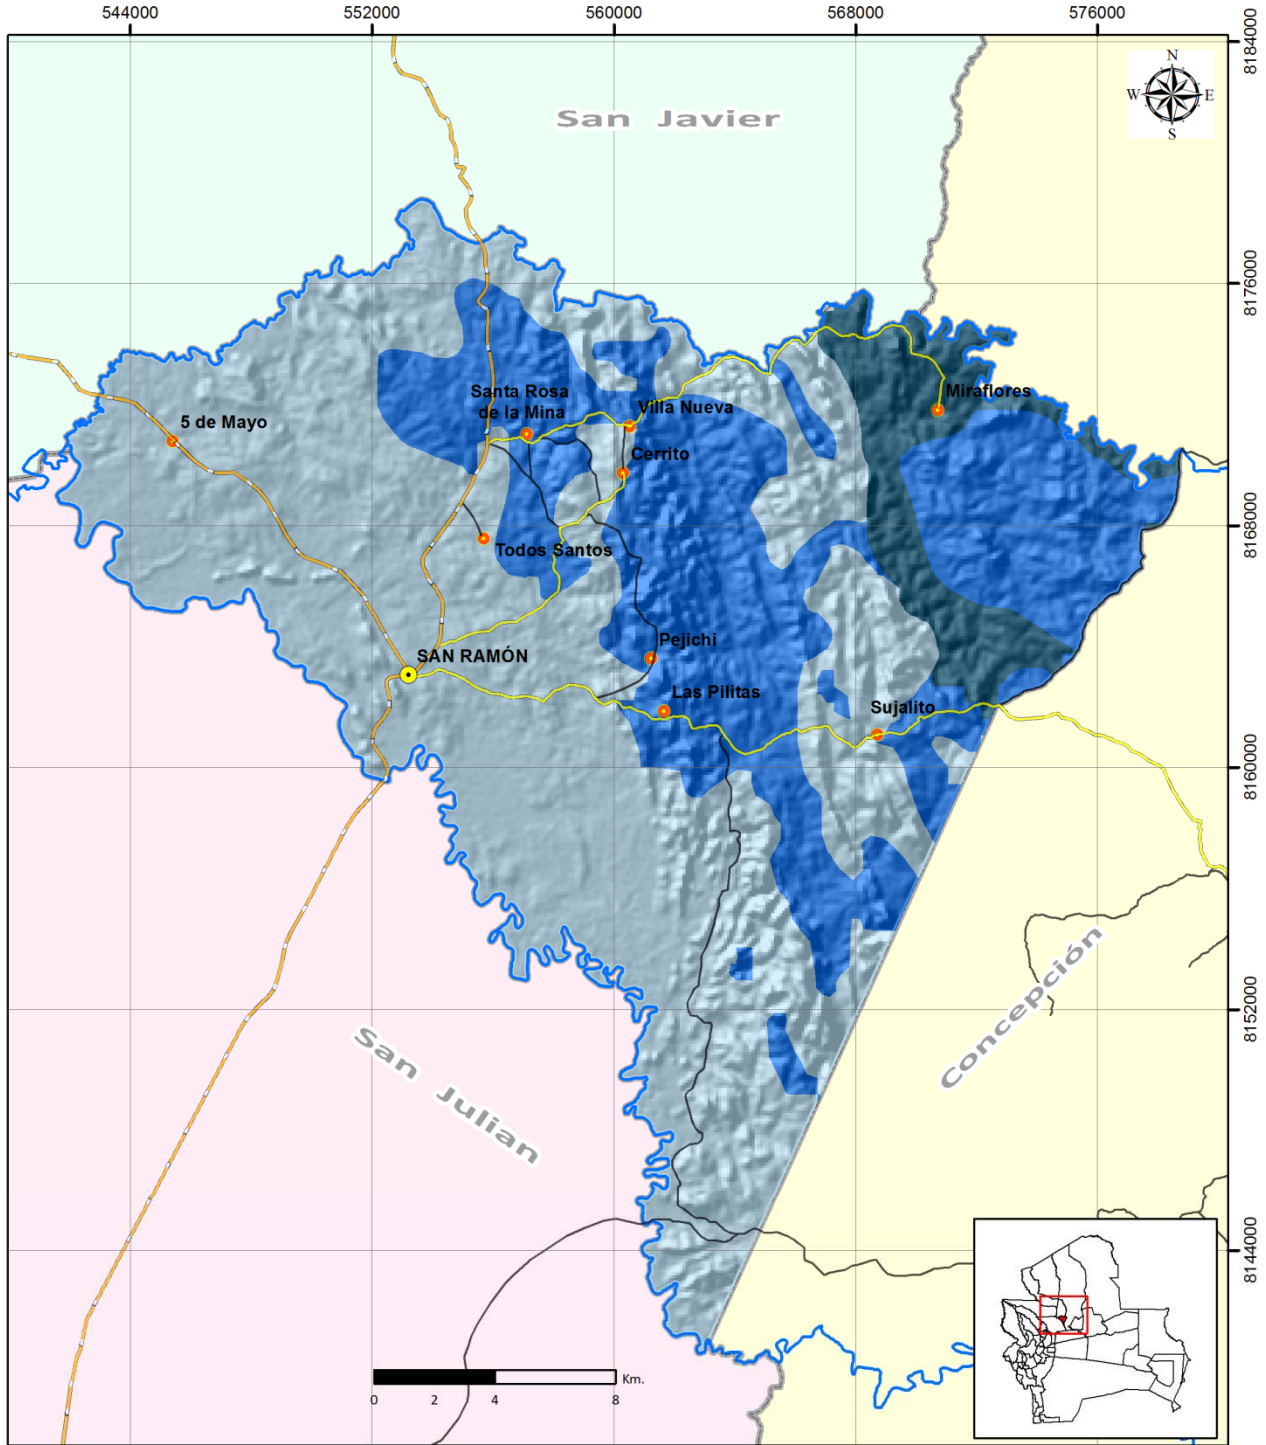 544000
552000
560000
568000
576000
8184000
N
W
E
S
San Javier
8176000
Santa Rosa
de la Mina
Miraflores
Villa Nueva
5 de Mayo
Cerrito
8168000
Todos Santos
Pejichi
SAN RAMÓN
Las Pilitas
Sujalito
8160000
Concepción
8152000
San Julian
8144000
Km.
0
2
4
8